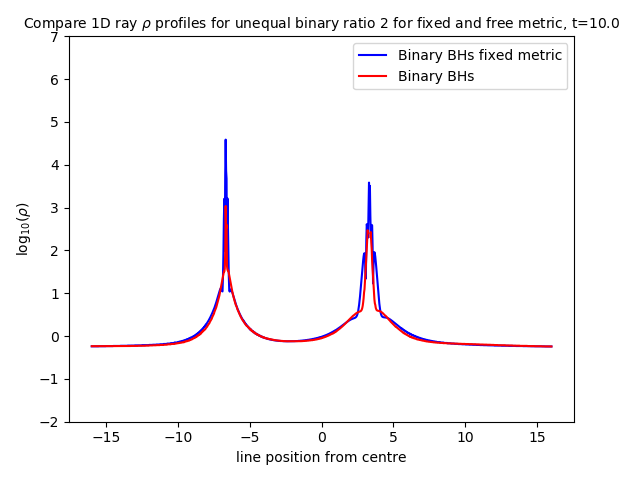 Compare 1D ray ρ profiles for unequal binary ratio 2 for fixed and free metric, t=10.0
Binary BHs fixed metric
Binary BHs
7
6
5
4
3
2
1
0
−1
−2
log10(ρ)
−15 −10 −5 0 5 10 15
line position from centre